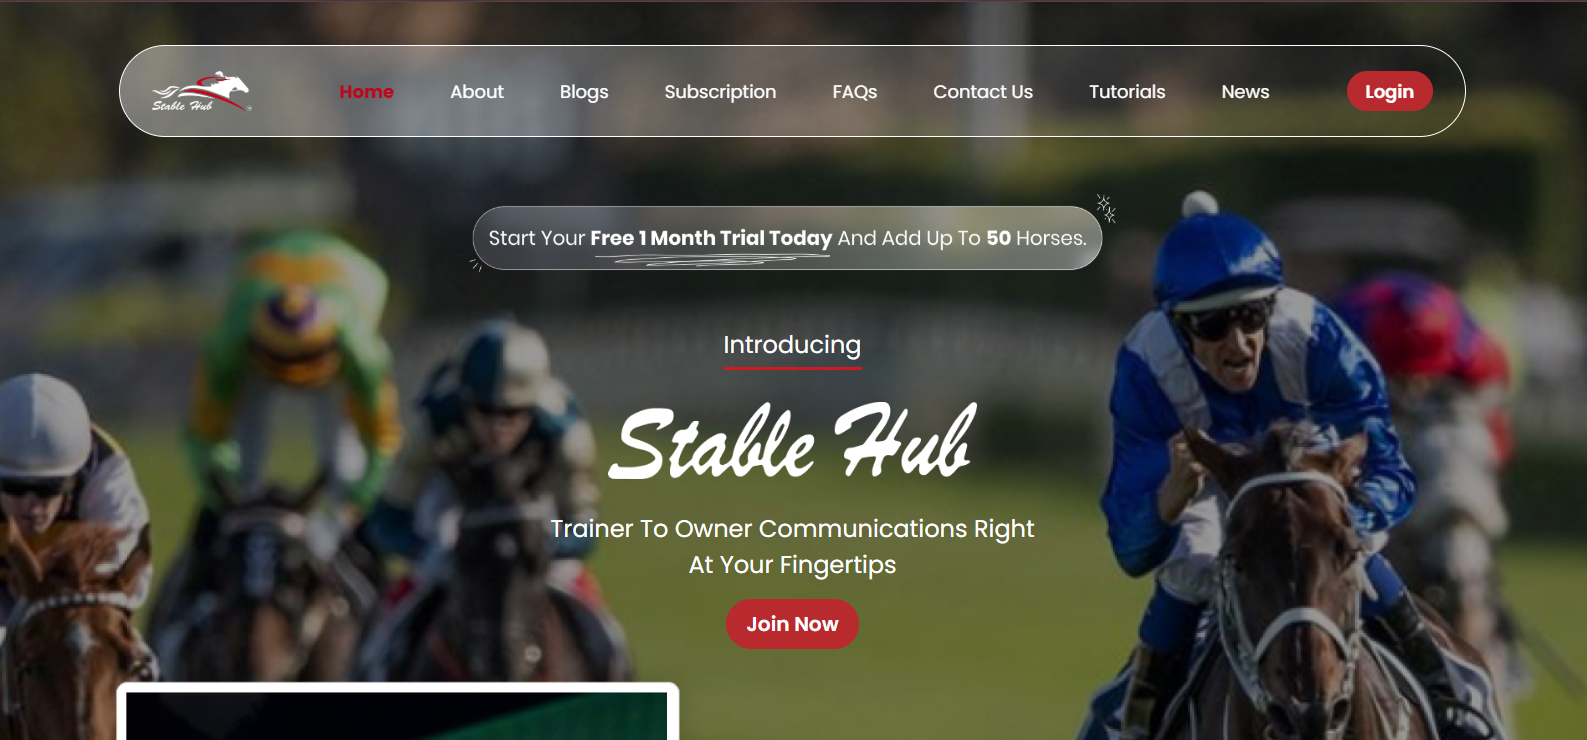 Stable Hub
Home
About
Blogs
Subscription
FAQs
Contact Us
Tutorials
News
Login
Start Your Free 1 Month Trial Today And Add Up To 50 Horses.
Introducing
Stable Hub
Trainer To Owner Communications Right
At Your Fingertips
Join Now